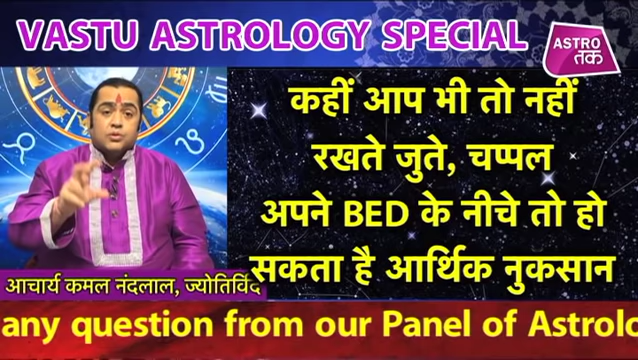 VASTU ASTROLOGY SPECIAL
ASTRO
तक
कहीं आप भी तो नहीं
रखते जुते, चप्पल
अपने BED के नीचे तो हो
सकता है आर्थिक नुकसान
आचार्य कमल नंदलाल, ज्योतिर्विद
any question from our Panel of Astrolo